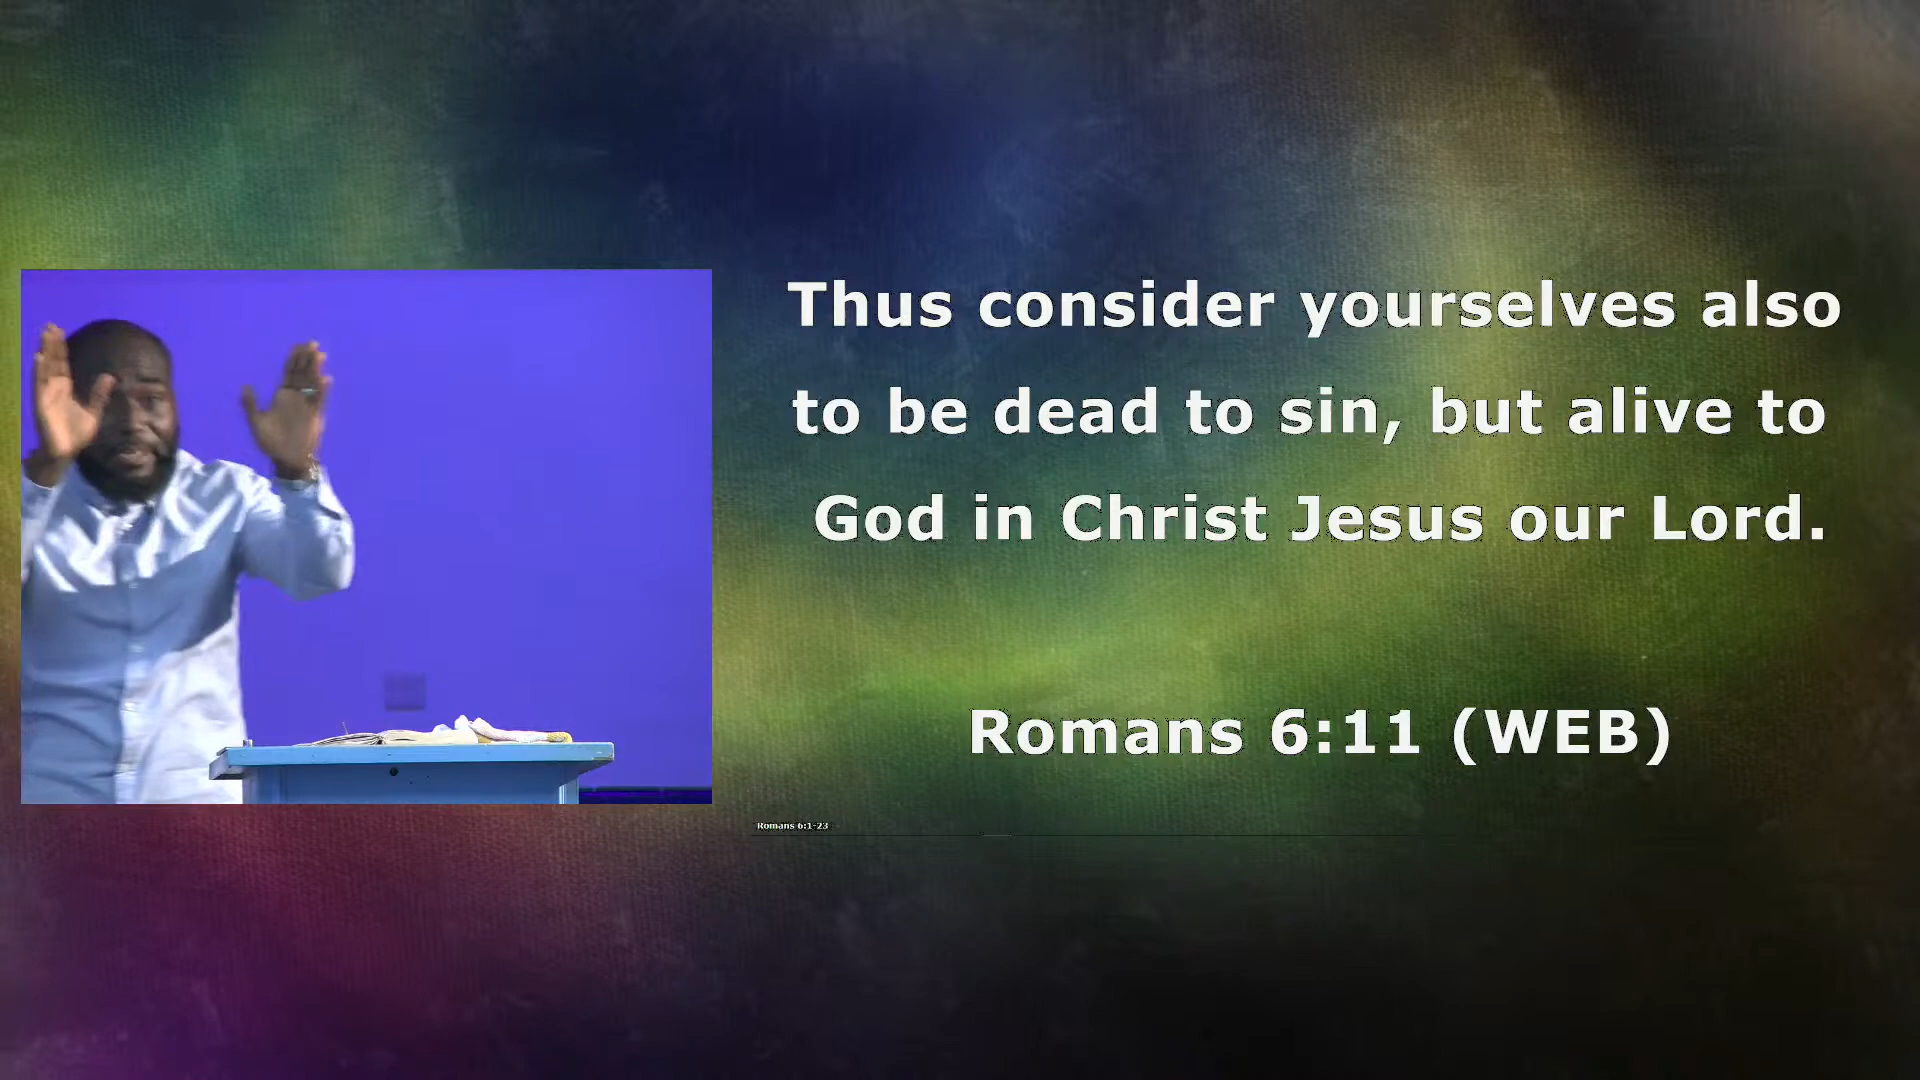 Thus consider yourselves also
to be dead to sin, but alive to
God in Christ Jesus our Lord.
Romans 6:11 (WEB)
Romans 6:1-23